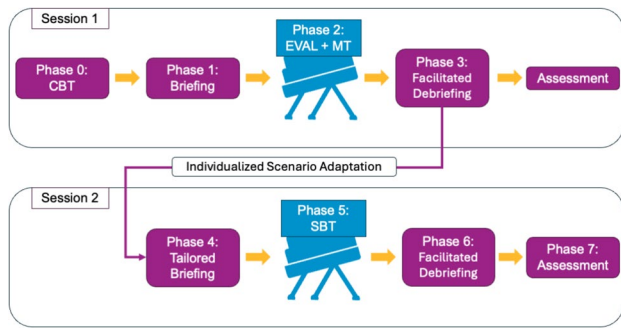 Session 1
Phase 0:
CBT
Phase 1:
Briefing
Phase 2:
EVAL + MT
Phase 3:
Facilitated
Debriefing
Assessment
Individualized Scenario Adaptation
Session 2
Phase 4:
Tailored
Briefing
Phase 5:
SBT
Phase 6:
Facilitated
Debriefing
Phase 7:
Assessment